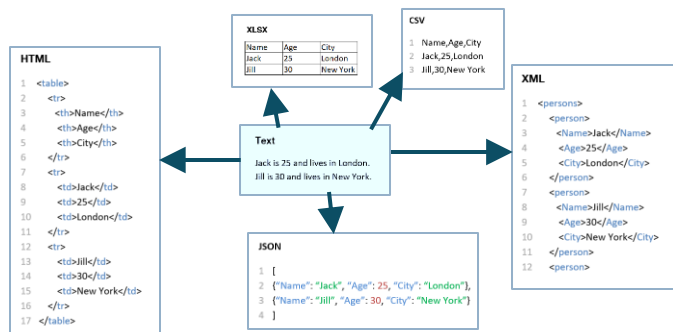 HTML
1 <table>
2 <tr>
3 <th>Name</th>
4 <th>Age</th>
5 <th>City</th>
6 </tr>
7 <tr>
8 <td>Jack</td>
9 <td>25</td>
10 <td>London</td>
11 </tr>
12 <tr>
13 <td>Jill</td>
14 <td>30</td>
15 <td>New York</td>
16 </tr>
17 </table>
XLSX
Name Age City
Jack 25 London
Jill 30 New York
CSV
1 Name,Age,City
2 Jack,25,London
3 Jill,30,New York
Text
Jack is 25 and lives in London.
Jill is 30 and lives in New York.
JSON
1 [
2 {“Name”: “Jack”, “Age”: 25, “City”: “London”},
3 {“Name”: “Jill”, “Age”: 30, “City”: “New York”}
4 ]
XML
1 <persons>
2 <person>
3 <Name>Jack</Name>
4 <Age>25</Age>
5 <City>London</City>
6 </person>
7 <person>
8 <Name>Jill</Name>
9 <Age>30</Age>
10 <City>New York</City>
11 </person>
12 <person>